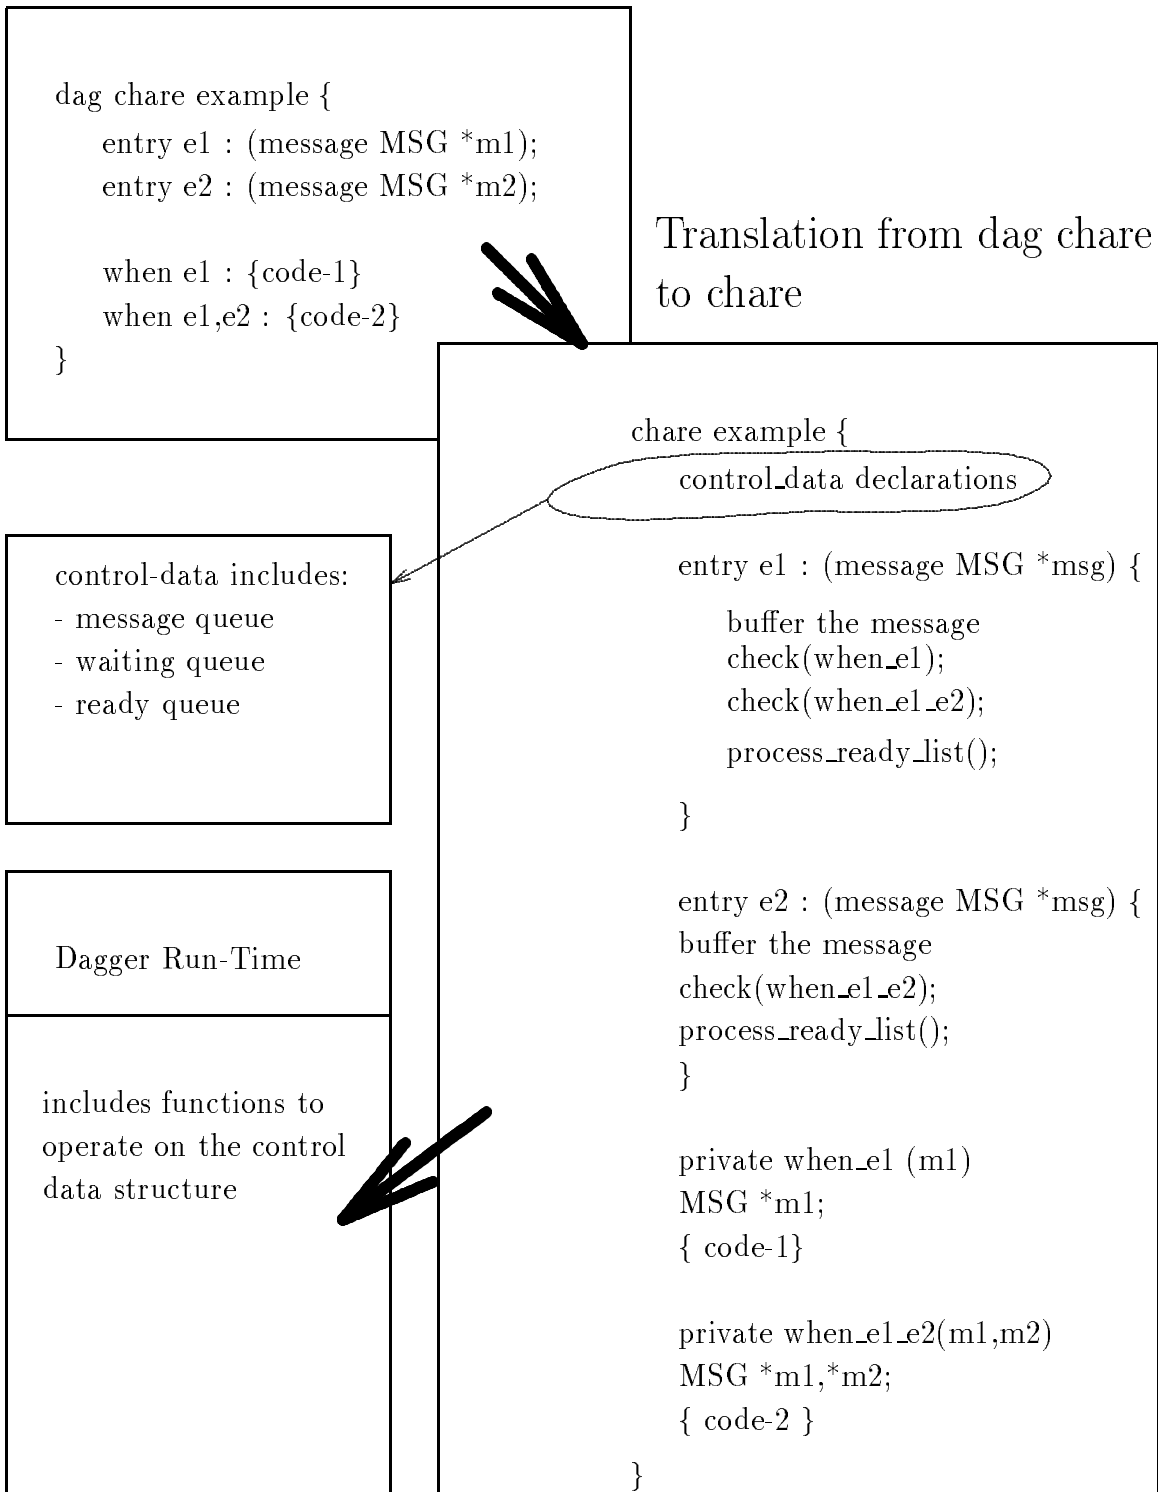 dag chare example {
entry e1 : (message MSG *m1);
entry e2 : (message MSG *m2);
when e1 : {code-1}
when e1,e2 : {code-2}
}
Translation from dag chare
to chare
chare example {
control_data declarations
entry e1 : (message MSG *msg) {
buffer the message
check(when_e1);
check(when_e1_e2);
process_ready_list();
}
entry e2 : (message MSG *msg) {
buffer the message
check(when_e1_e2);
process_ready_list();
}
private when_e1 (m1)
MSG *m1;
{ code-1}
private when_e1_e2(m1,m2)
MSG *m1,*m2;
{ code-2 }
}
control-data includes:
- message queue
- waiting queue
- ready queue
Dagger Run-Time
includes functions to
operate on the control
data structure